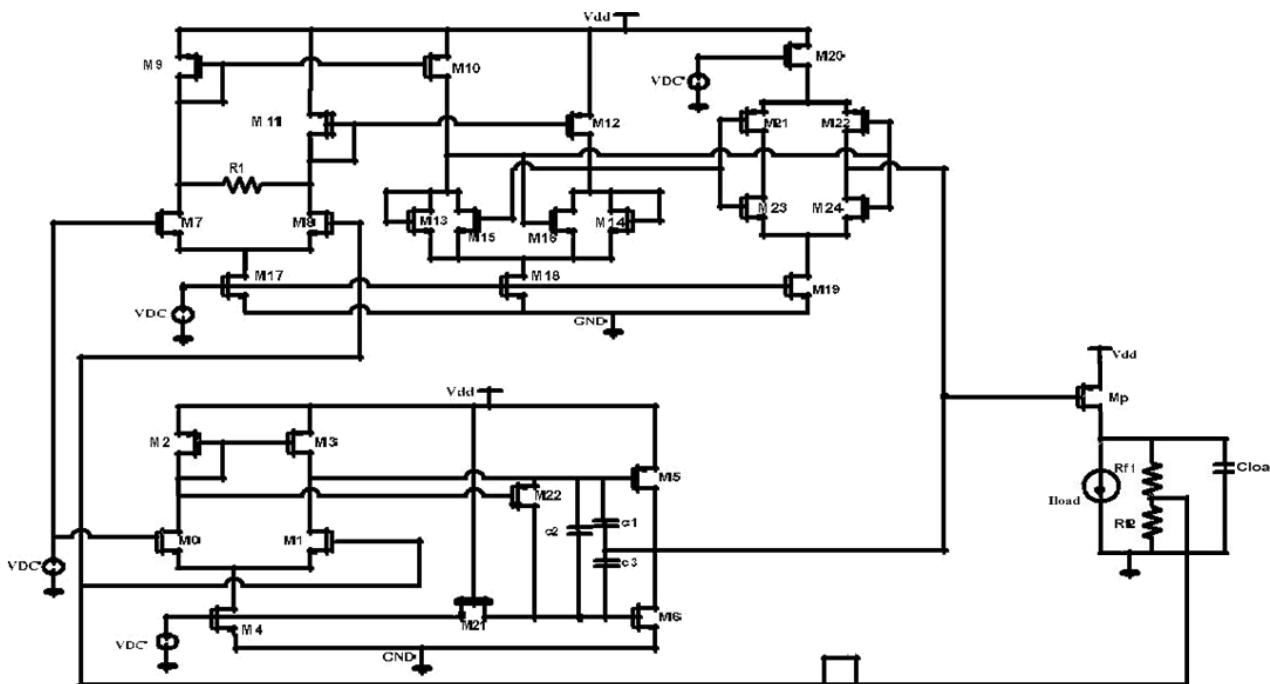 Vdd
M9
M10
M20
VDC
M11
M12
M21
M22
R1
M7
M8
M13
M15
M16
M14
M23
M24
M17
M18
M19
VDC
GND
Vdd
Vdd
Mp
M2
M3
M5
M22
Rf1
Cloa
Iload
c2
c1
M0
M1
Rf2
c3
VDC
M4
M21
M6
VDC
GND